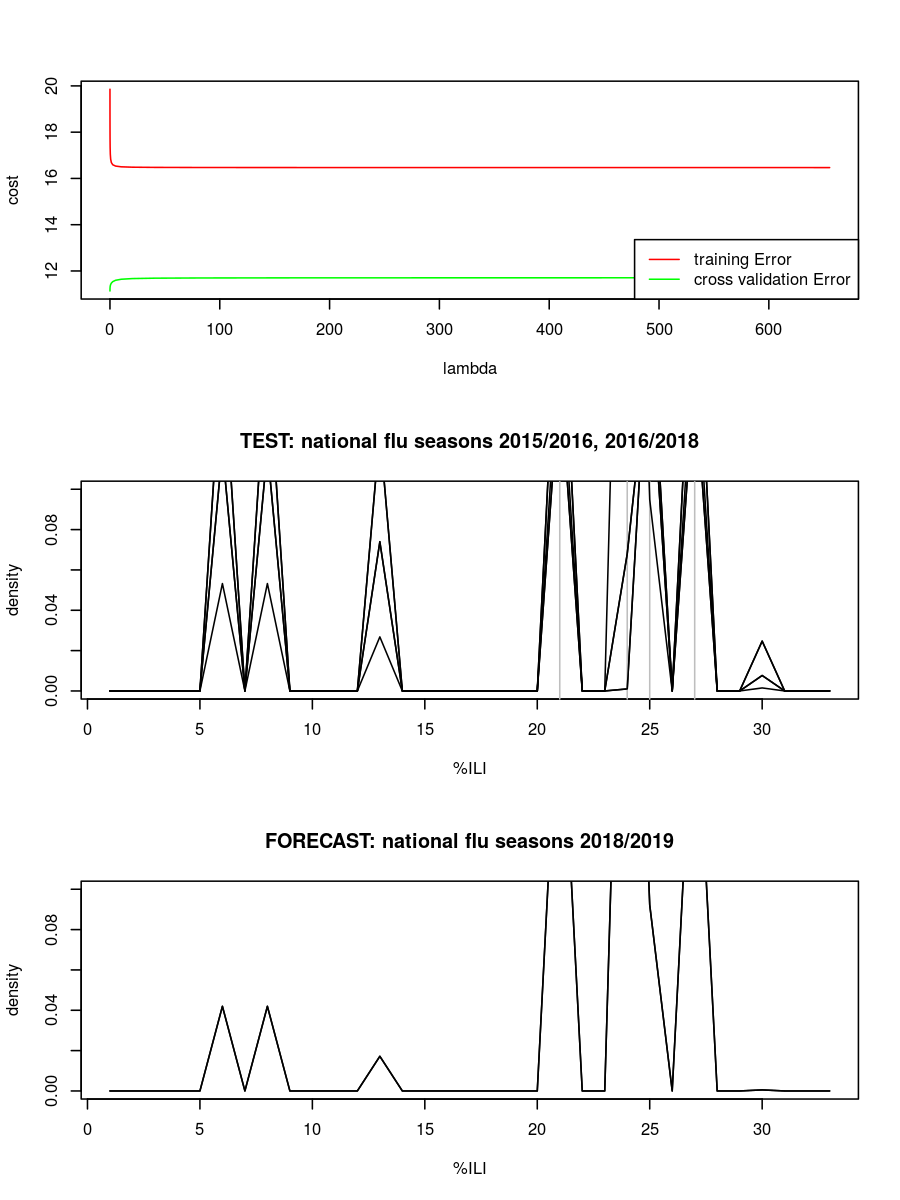 20
18
16
14
12
cost
training Error
cross validation Error
0 100 200 300 400 500 600
lambda
TEST: national flu seasons 2015/2016, 2016/2018
0.08
0.04
0.00
density
0 5 10 15 20 25 30
%ILI
FORECAST: national flu seasons 2018/2019
0.08
0.04
0.00
density
0 5 10 15 20 25 30
%ILI